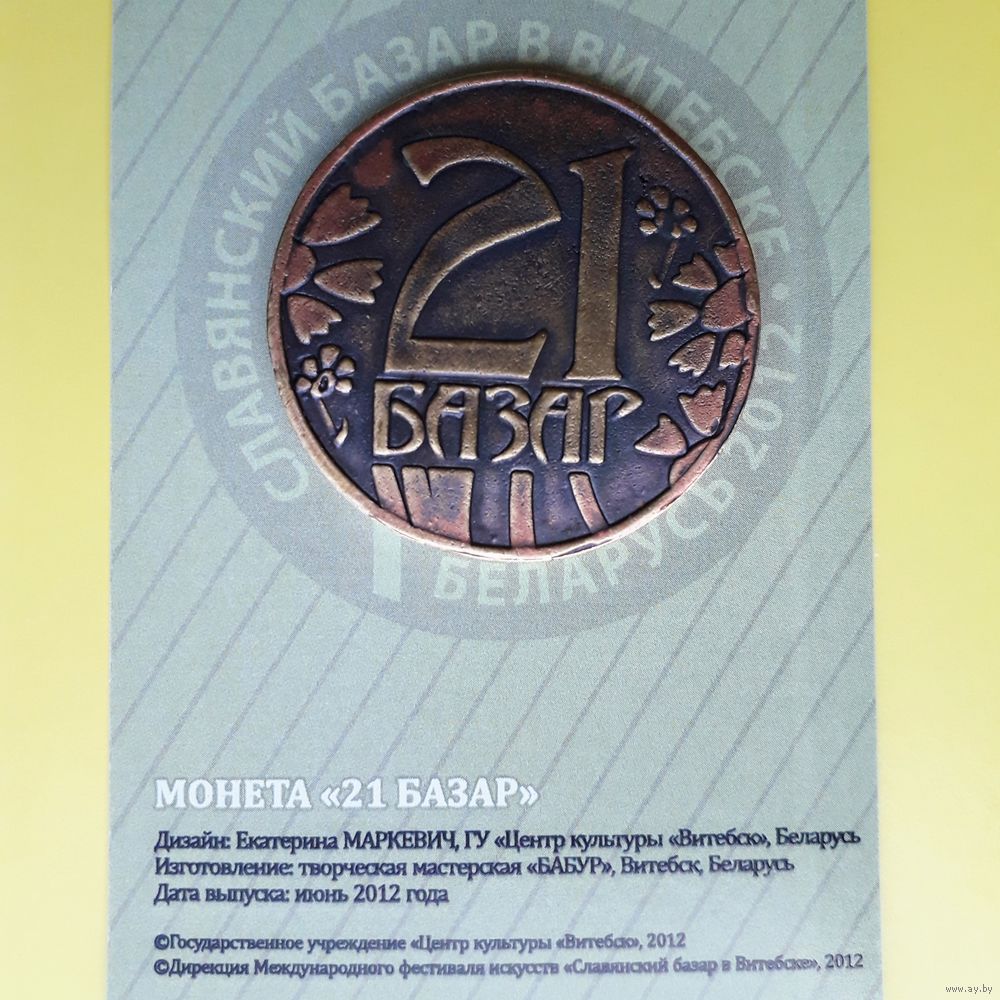 СЛАВЯНСКИЙ БАЗАР В ВИТЕБСКЕ • 2012
БЕЛАРУСЬ
21
БАЗАР
МОНЕТА «21 БАЗАР»
Дизайн: Екатерина МАРКЕВИЧ, ГУ «Центр культуры «Витебск», Беларусь
Изготовление: творческая мастерская «БАБУР», Витебск, Беларусь
Дата выпуска: июнь 2012 года
©Государственное учреждение «Центр культуры «Витебск», 2012
©Дирекция Международного фестиваля искусств «Славянский базар в Витебске», 2012
www.ay.by